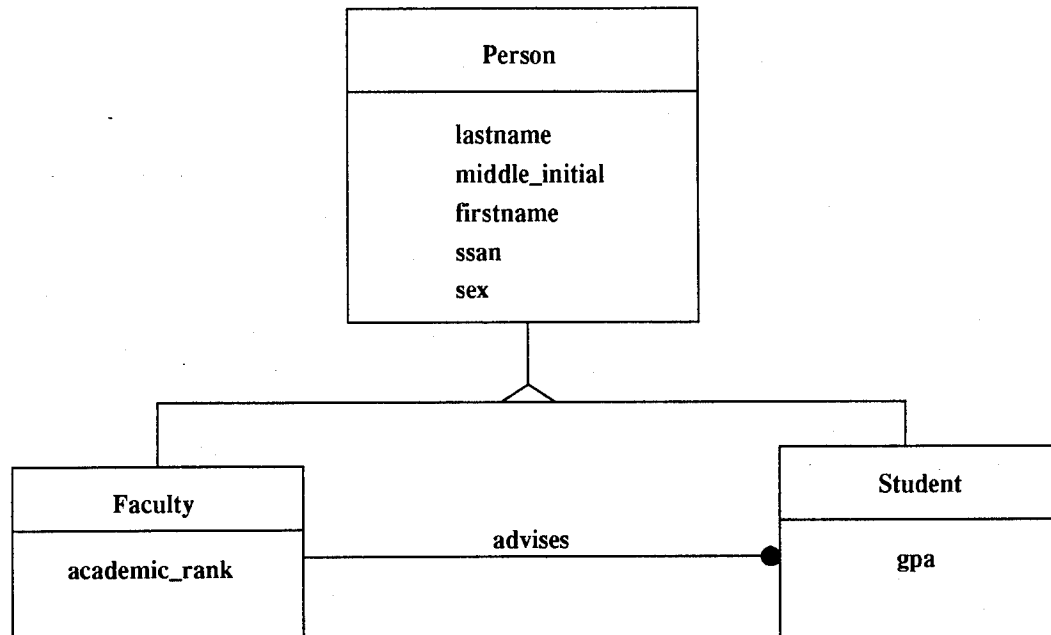 Person
lastname
middle_initial
firstname
ssan
sex
Faculty
academic_rank
advises
Student
gpa